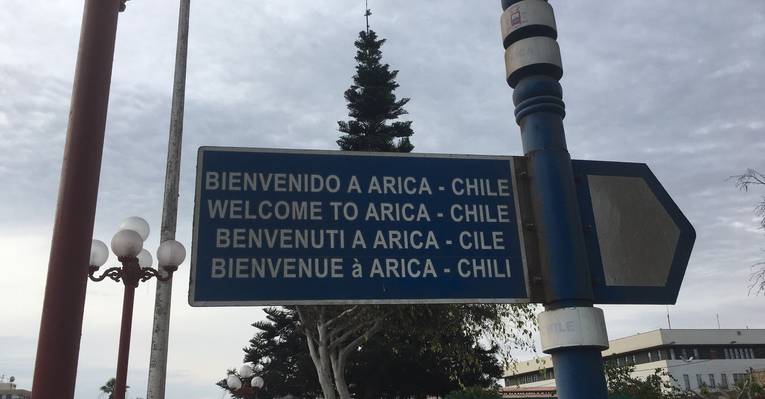 BIENVENIDO A ARICA - CHILE
WELCOME TO ARICA - CHILE
BENVENUTI A ARICA - CILE
BIENVENUE à ARICA - CHILI